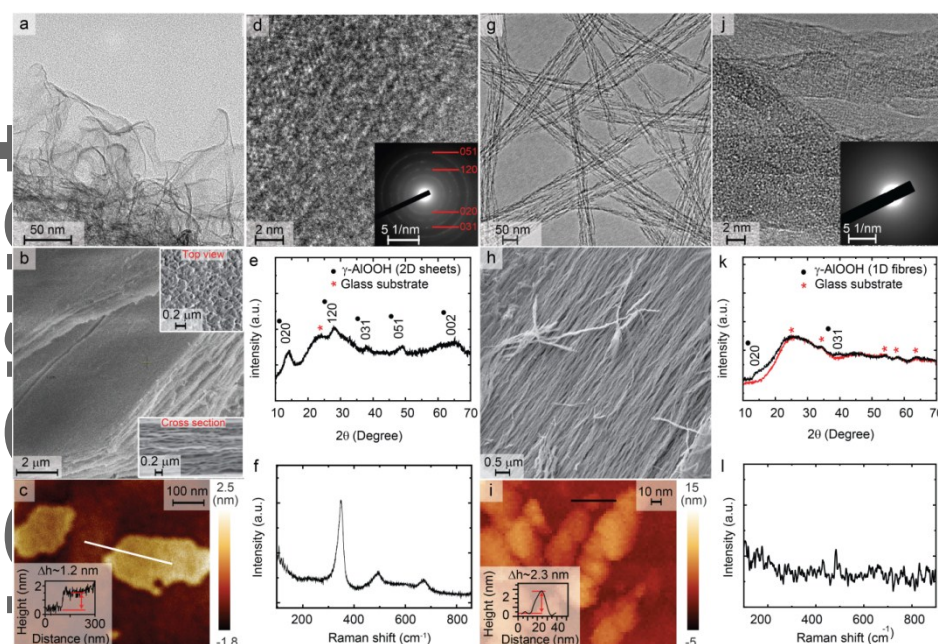 a
50 nm
d
051
120
020
031
2 nm
5 1/nm
g
50 nm
j
2 nm
5 1/nm
b
Top view
0.2 μm
Cross section
0.2 μm
2 μm
e
γ-AlOOH (2D sheets)
* Glass substrate
020
*
120
031
051
002
intensity (a.u.)
10 20 30 40 50 60 70
2θ (Degree)
h
0.5 μm
k
γ-AlOOH (1D fibres)
* Glass substrate
020
*
*
031
* * *
intensity (a.u.)
10 20 30 40 50 60 70
2θ (Degree)
c
100 nm
2.5
(nm)
-1.8
Δh~1.2 nm
Height (nm)
2
0
0 300
Distance (nm)
f
Intensity (a.u.)
200 400 600 800
Raman shift (cm-1)
i
10 nm
15
(nm)
-5
Δh~2.3 nm
Height (nm)
2
0
0 20 40
Distance (nm)
l
Intensity (a.u.)
200 400 600 800
Raman shift (cm-1)